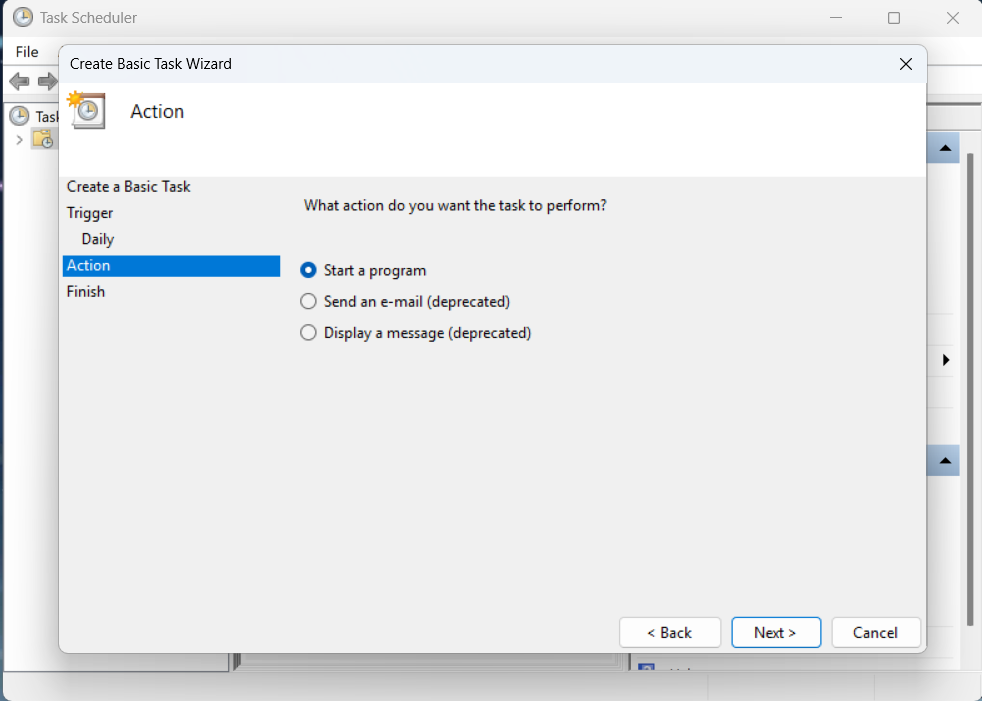 Task Scheduler
File
Create Basic Task Wizard
Action
Create a Basic Task
Trigger
Daily
Action
Finish
What action do you want the task to perform?
Start a program
Send an e-mail (deprecated)
Display a message (deprecated)
< Back
Next >
Cancel